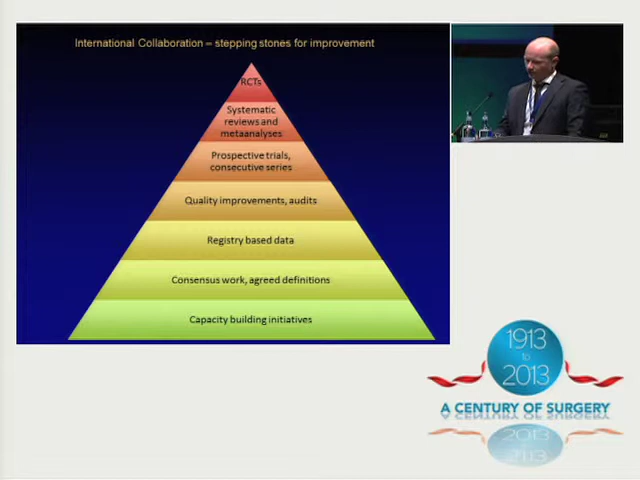 International Collaboration – stepping stones for improvement
RCTs
Systematic
reviews and
metaanalyses
Prospective trials,
consecutive series
Quality improvements, audits
Registry based data
Consensus work, agreed definitions
Capacity building initiatives
1913
to
2013
A CENTURY OF SURGERY